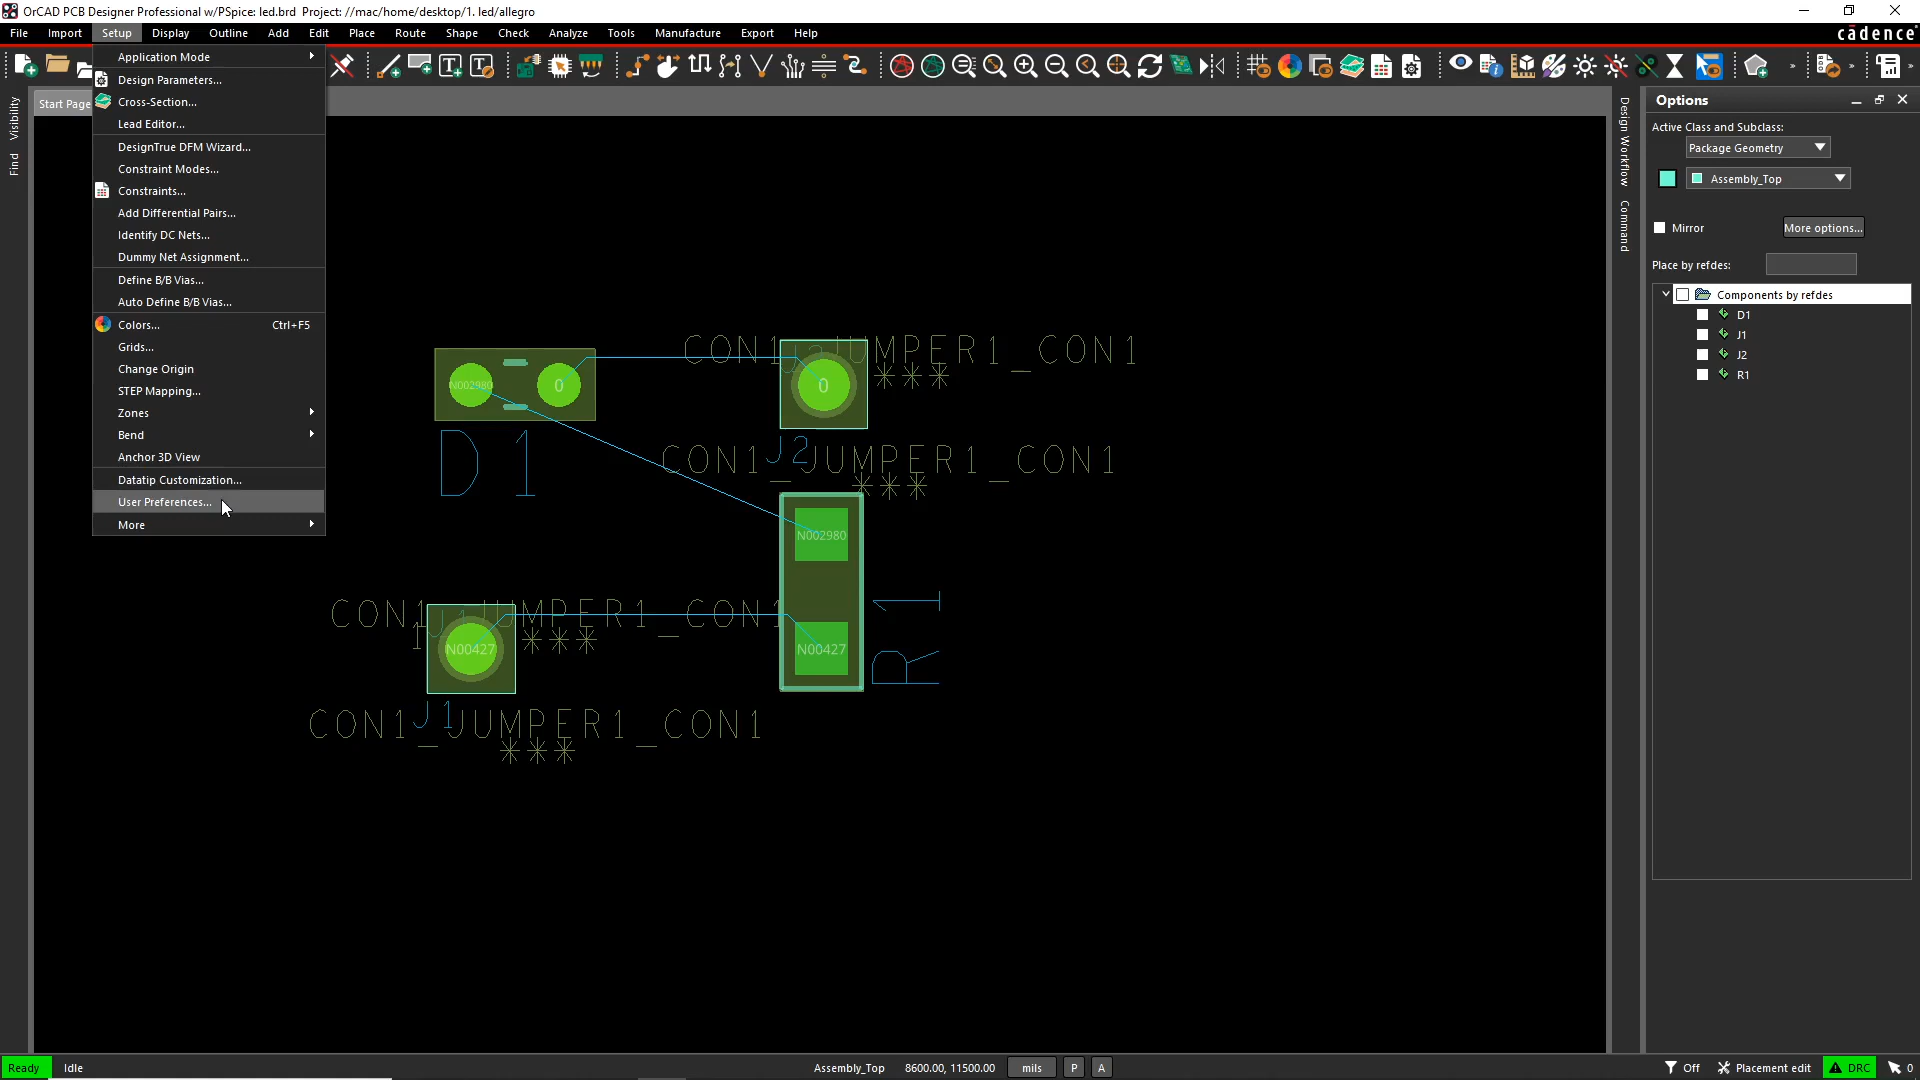 OrCAD PCB Designer Professional w/PSpice: led.brd Project: //mac/home/desktop/1. led/allegro
File Import Setup Display Outline Add Edit Place Route Shape Check Analyze Tools Manufacture Export Help
cadence
Start Page
Visibility
Find
Application Mode
Design Parameters...
Cross-Section...
Lead Editor...
DesignTrue DFM Wizard...
Constraint Modes...
Constraints...
Add Differential Pairs...
Identify DC Nets...
Dummy Net Assignment...
Define B/B Vias...
Auto Define B/B Vias...
Colors... Ctrl+F5
Grids...
Change Origin
STEP Mapping...
Zones
Bend
Anchor 3D View
Datatip Customization...
User Preferences...
More
CON1_JUMPER1_CON1
***
N002980 0
0
D1
J2
CON1_JUMPER1_CON1
***
N002980
R1
N00427
CON1_JUMPER1_CON1
1
***
N00427
J1
CON1_JUMPER1_CON1
***
Design Workflow
Command
Options
Active Class and Subclass:
Package Geometry
Assembly_Top
Mirror
More options...
Place by refdes:
Components by refdes
D1
J1
J2
R1
Ready Idle Assembly_Top 8600.00, 11500.00 mils P A Off Placement edit DRC 0